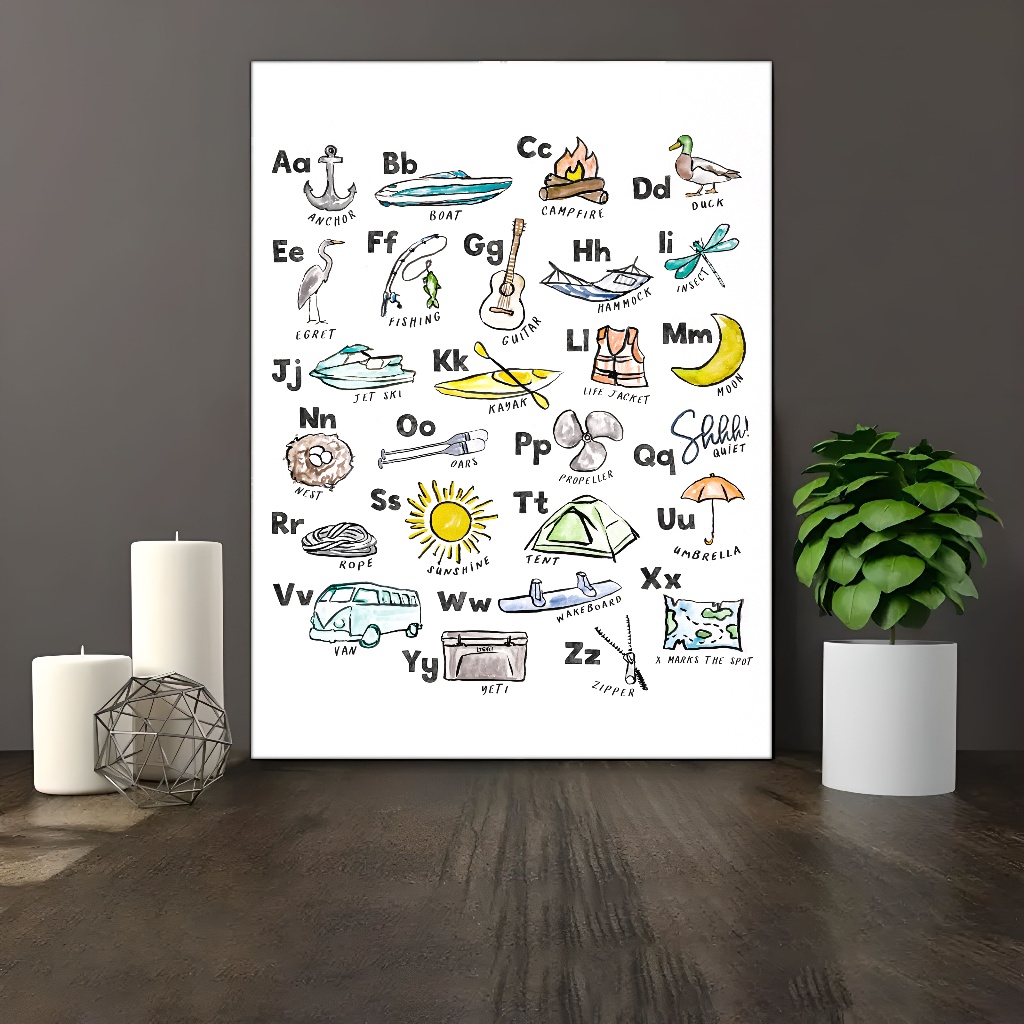 Aa
ANCHOR
Bb
BOAT
Cc
CAMPFIRE
Dd
DUCK
Ee
EGRET
Ff
FISHING
Gg
GUITAR
Hh
HAMMOCK
Ii
INSECT
Jj
JET SKI
Kk
KAYAK
Ll
LIFE JACKET
Mm
MOON
Nn
NEST
Oo
OARS
Pp
PROPELLER
Qq
Shhh!
QUIET
Rr
ROPE
Ss
SUNSHINE
Tt
TENT
Uu
UMBRELLA
Vv
VAN
Ww
WAKEBOARD
Xx
X MARKS THE SPOT
Yy
YETI
YETI
Zz
ZIPPER